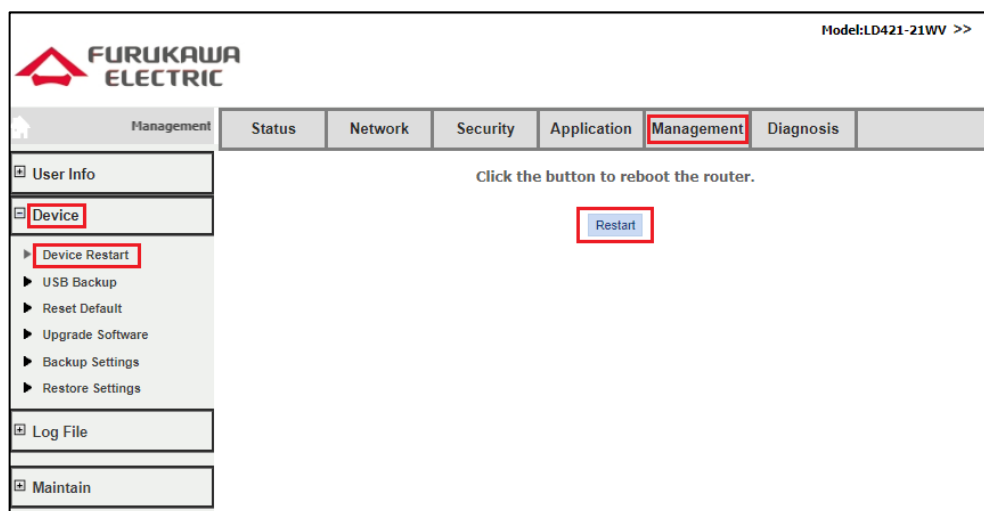 Model:LD421-21WV >>
FURUKAWA
ELECTRIC
Management
Status Network Security Application Management Diagnosis
User Info
Device
Device Restart
USB Backup
Reset Default
Upgrade Software
Backup Settings
Restore Settings
Log File
Maintain
Click the button to reboot the router.
Restart